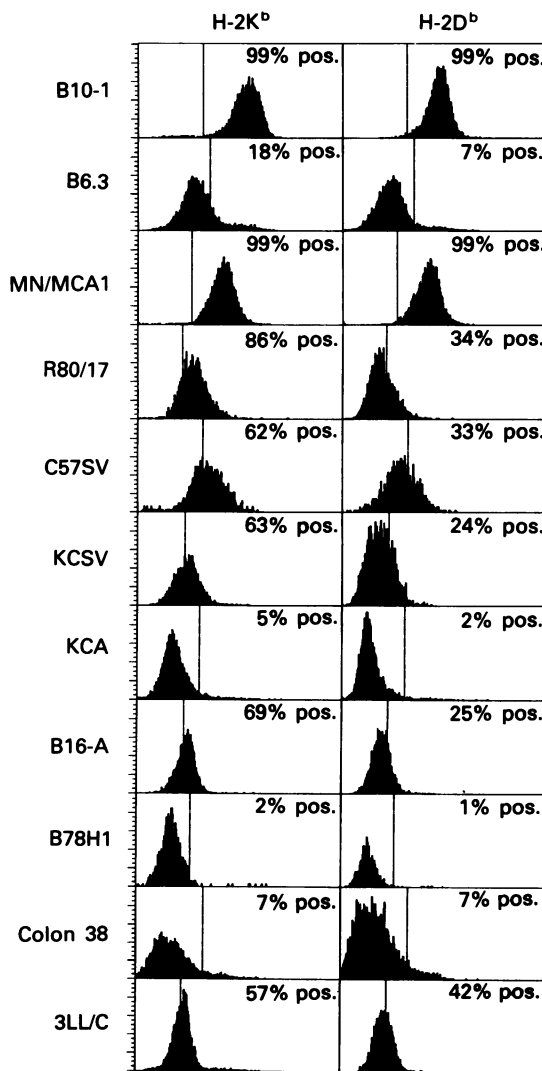 H-2Kᵇ H-2Dᵇ
B10-1 99% pos. 99% pos.
B6.3 18% pos. 7% pos.
MN/MCA1 99% pos. 99% pos.
R80/17 86% pos. 34% pos.
C57SV 62% pos. 33% pos.
KCSV 63% pos. 24% pos.
KCA 5% pos. 2% pos.
B16-A 69% pos. 25% pos.
B78H1 2% pos. 1% pos.
Colon 38 7% pos. 7% pos.
3LL/C 57% pos. 42% pos.